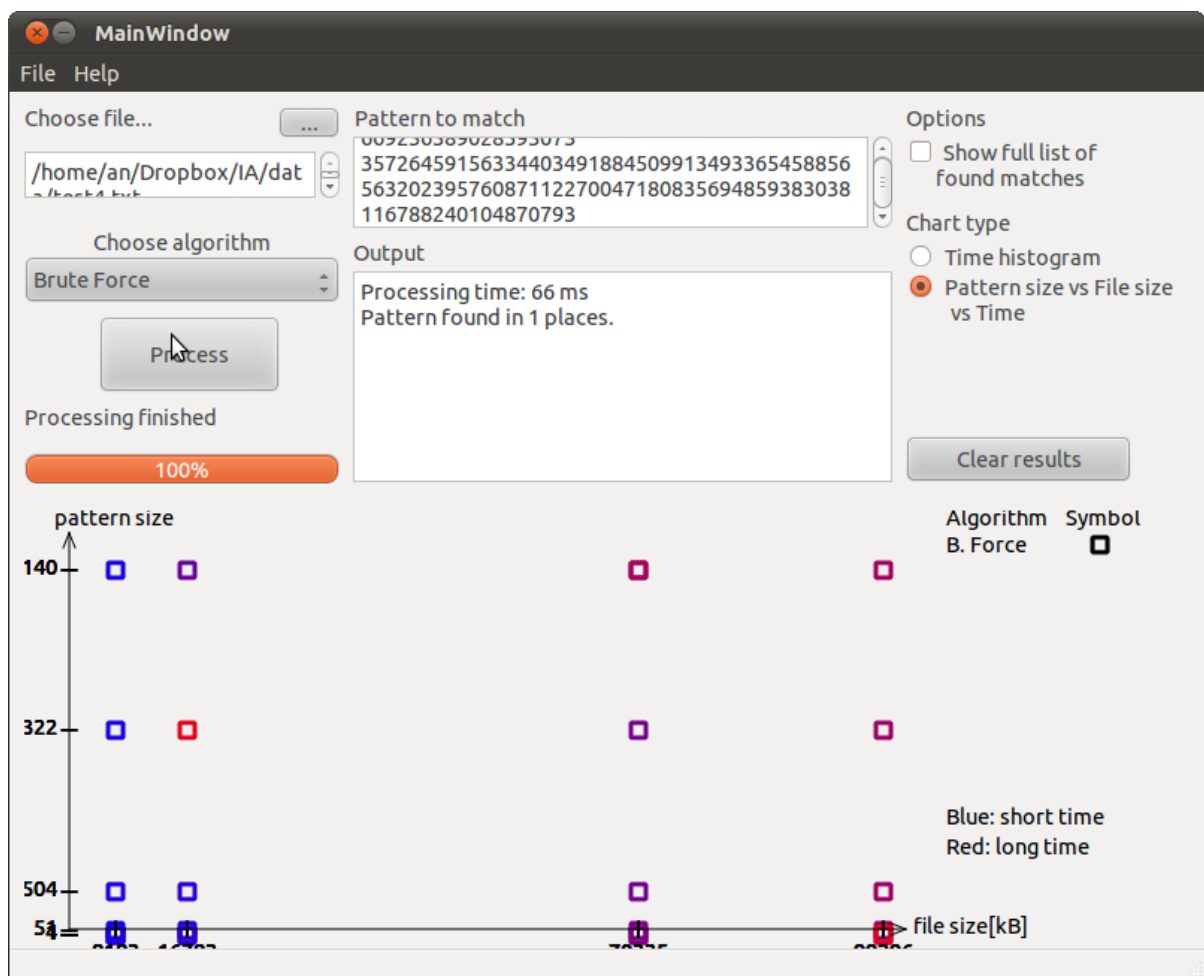 MainWindow
File Help
Choose file...
...
/home/an/Dropbox/IA/dat
a/test4.txt
Choose algorithm
Brute Force
Process
Processing finished
100%
Pattern to match
35726459156334403491884509913493365458856
56320239576087112270047180835694859383038
116788240104870793
Output
Processing time: 66 ms
Pattern found in 1 places.
Options
Show full list of
found matches
Chart type
Time histogram
Pattern size vs File size
vs Time
Clear results
pattern size
140
322
504
file size[kB]
Algorithm Symbol
B. Force
Blue: short time
Red: long time